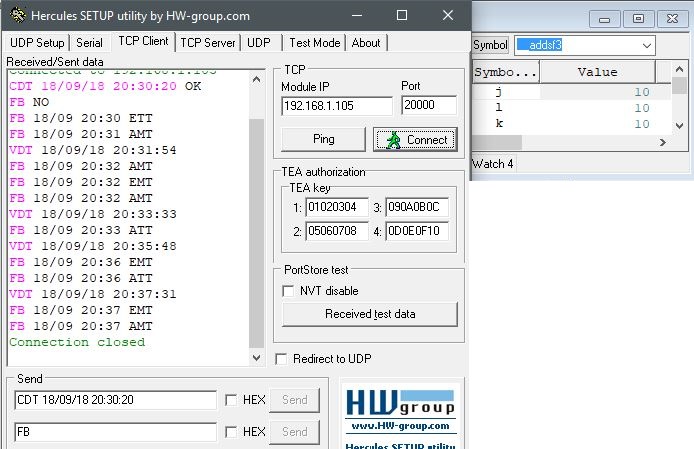 Hercules SETUP utility by HW-group.com
UDP Setup Serial TCP Client TCP Server UDP Test Mode About
Received/Sent data
Connected to 192.168.1.105
CDT 18/09/18 20:30:20 OK
FB NO
FB 18/09 20:30 ETT
FB 18/09 20:31 AMT
VDT 18/09/18 20:31:54
FB 18/09 20:32 AMT
FB 18/09 20:32 EMT
FB 18/09 20:32 AMT
VDT 18/09/18 20:33:33
FB 18/09 20:33 ATT
VDT 18/09/18 20:35:48
FB 18/09 20:36 EMT
FB 18/09 20:36 ATT
VDT 18/09/18 20:37:31
FB 18/09 20:37 EMT
FB 18/09 20:37 AMT
Connection closed
TCP
Module IP Port
192.168.1.105 20000
Ping Connect
TEA authorization
TEA key
1: 01020304 3: 090A0B0C
2: 05060708 4: 0D0E0F10
PortStore test
NVT disable
Received test data
Redirect to UDP
Send
CDT 18/09/18 20:30:20 HEX Send
FB HEX Send
HW group
www.HW-group.com
Hercules SETUP utility
Symbol __addsf3
Symbo... Value
j 10
l 10
k 10
Watch 4